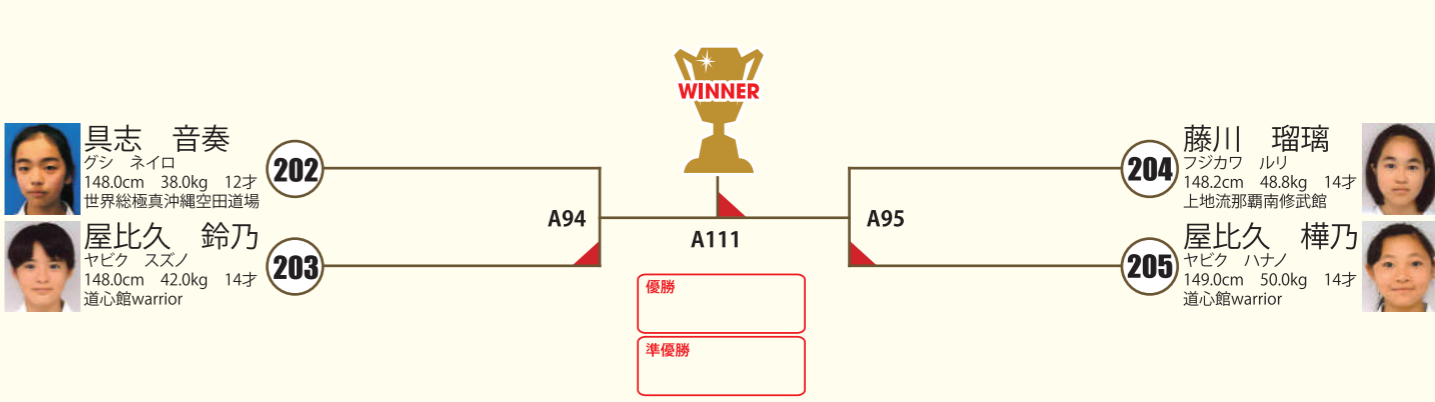 WINNER
具志　音奏
グシ　ネイロ
148.0cm　38.0kg　12才
世界総極真沖縄空田道場
202
屋比久　鈴乃
ヤビク　スズノ
148.0cm　42.0kg　14才
道心館warrior
203
A94
A111
A95
優勝
準優勝
204
藤川　瑠璃
フジカワ　ルリ
148.2cm　48.8kg　14才
上地流那覇南修武館
205
屋比久　樺乃
ヤビク　ハナノ
149.0cm　50.0kg　14才
道心館warrior